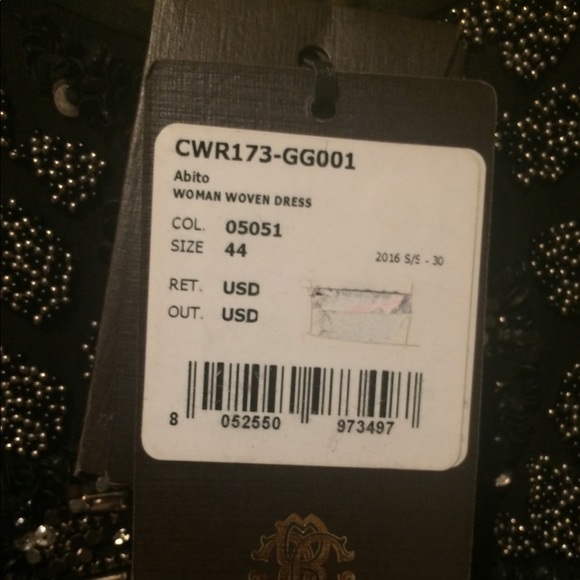 CWR173-GG001
Abito
WOMAN WOVEN DRESS
COL. 05051
SIZE 44
2016 S/S - 30
RET. USD
OUT. USD
8 052550 973497